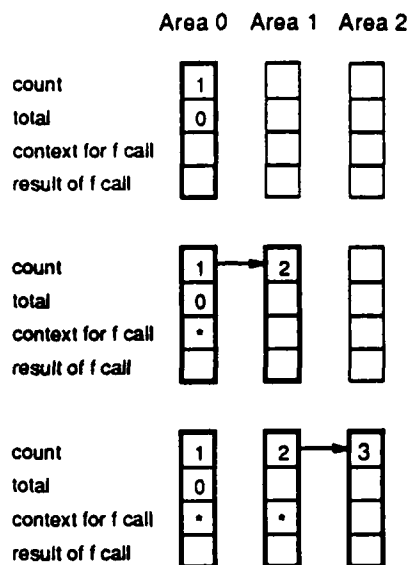 Area 0 Area 1 Area 2
count 1
total 0
context for f call
result of f call
count 1 2
total 0
context for f call *
result of f call
count 1 2 3
total 0
context for f call * *
result of f call